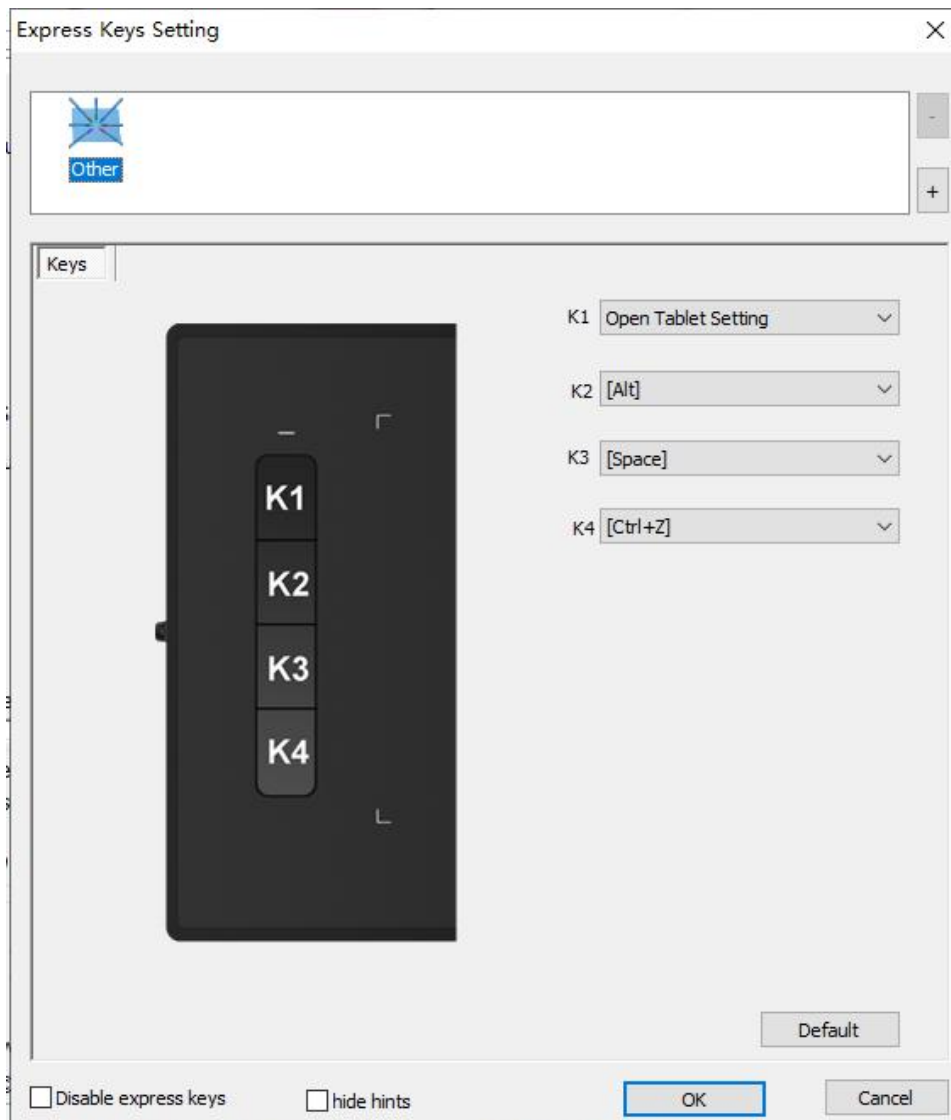 Express Keys Setting
-
Other
+
Keys
K1 Open Tablet Setting
K2 [Alt]
K3 [Space]
K4 [Ctrl+Z]
K1
K2
K3
K4
Default
Disable express keys
hide hints
OK
Cancel